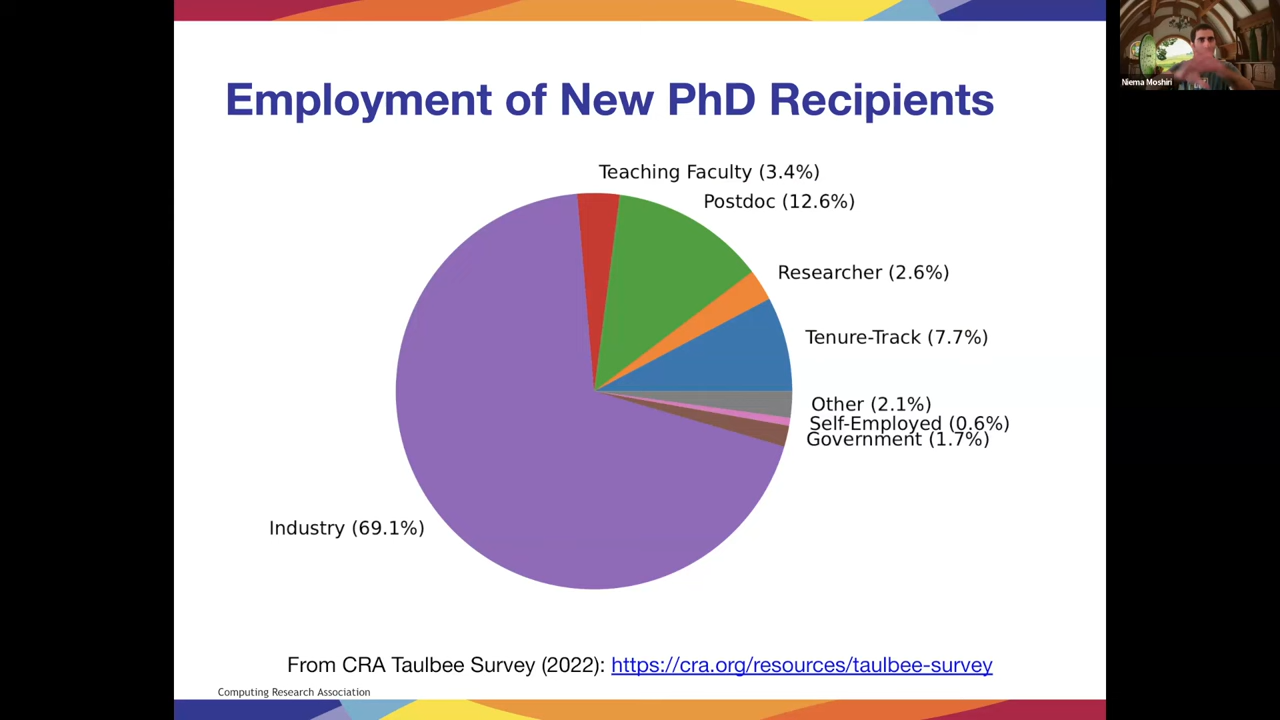 Niema Moshiri
Employment of New PhD Recipients
Teaching Faculty (3.4%)
Postdoc (12.6%)
Researcher (2.6%)
Tenure-Track (7.7%)
Other (2.1%)
Self-Employed (0.6%)
Government (1.7%)
Industry (69.1%)
From CRA Taulbee Survey (2022): https://cra.org/resources/taulbee-survey
Computing Research Association